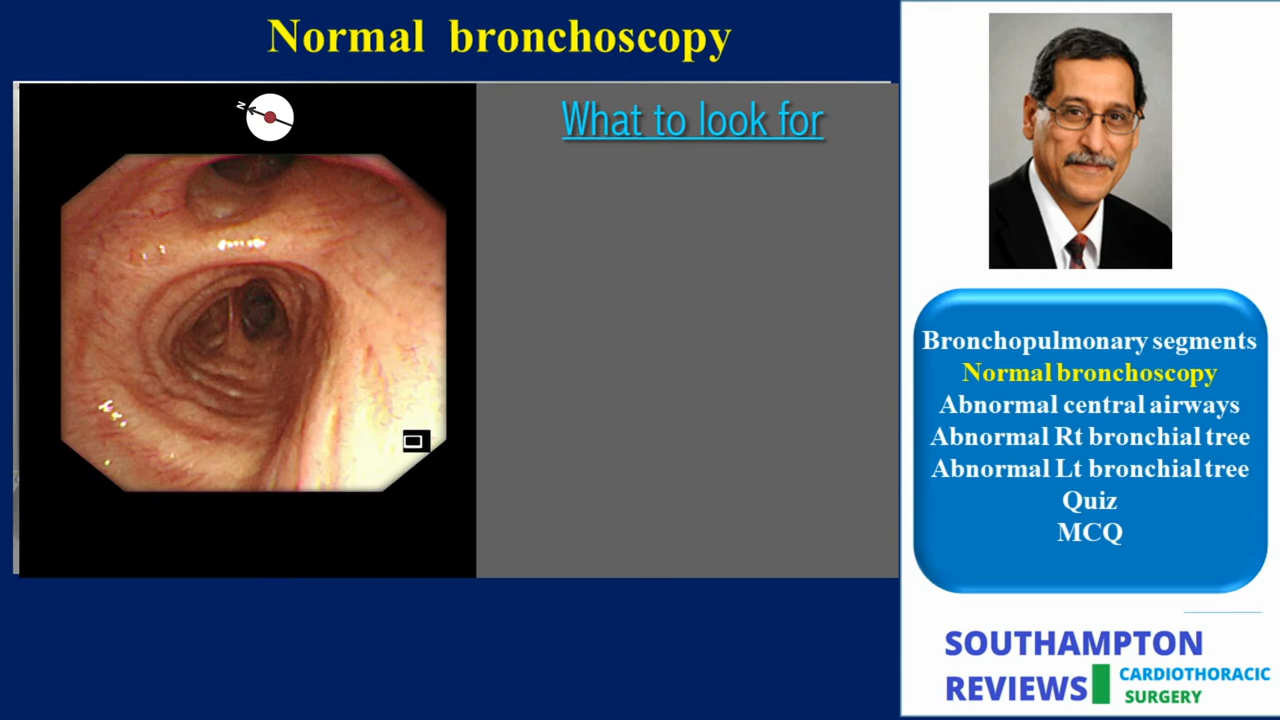 Normal bronchoscopy
N
What to look for
Bronchopulmonary segments
Normal bronchoscopy
Abnormal central airways
Abnormal Rt bronchial tree
Abnormal Lt bronchial tree
Quiz
MCQ
SOUTHAMPTON
REVIEWS
CARDIOTHORACIC
SURGERY